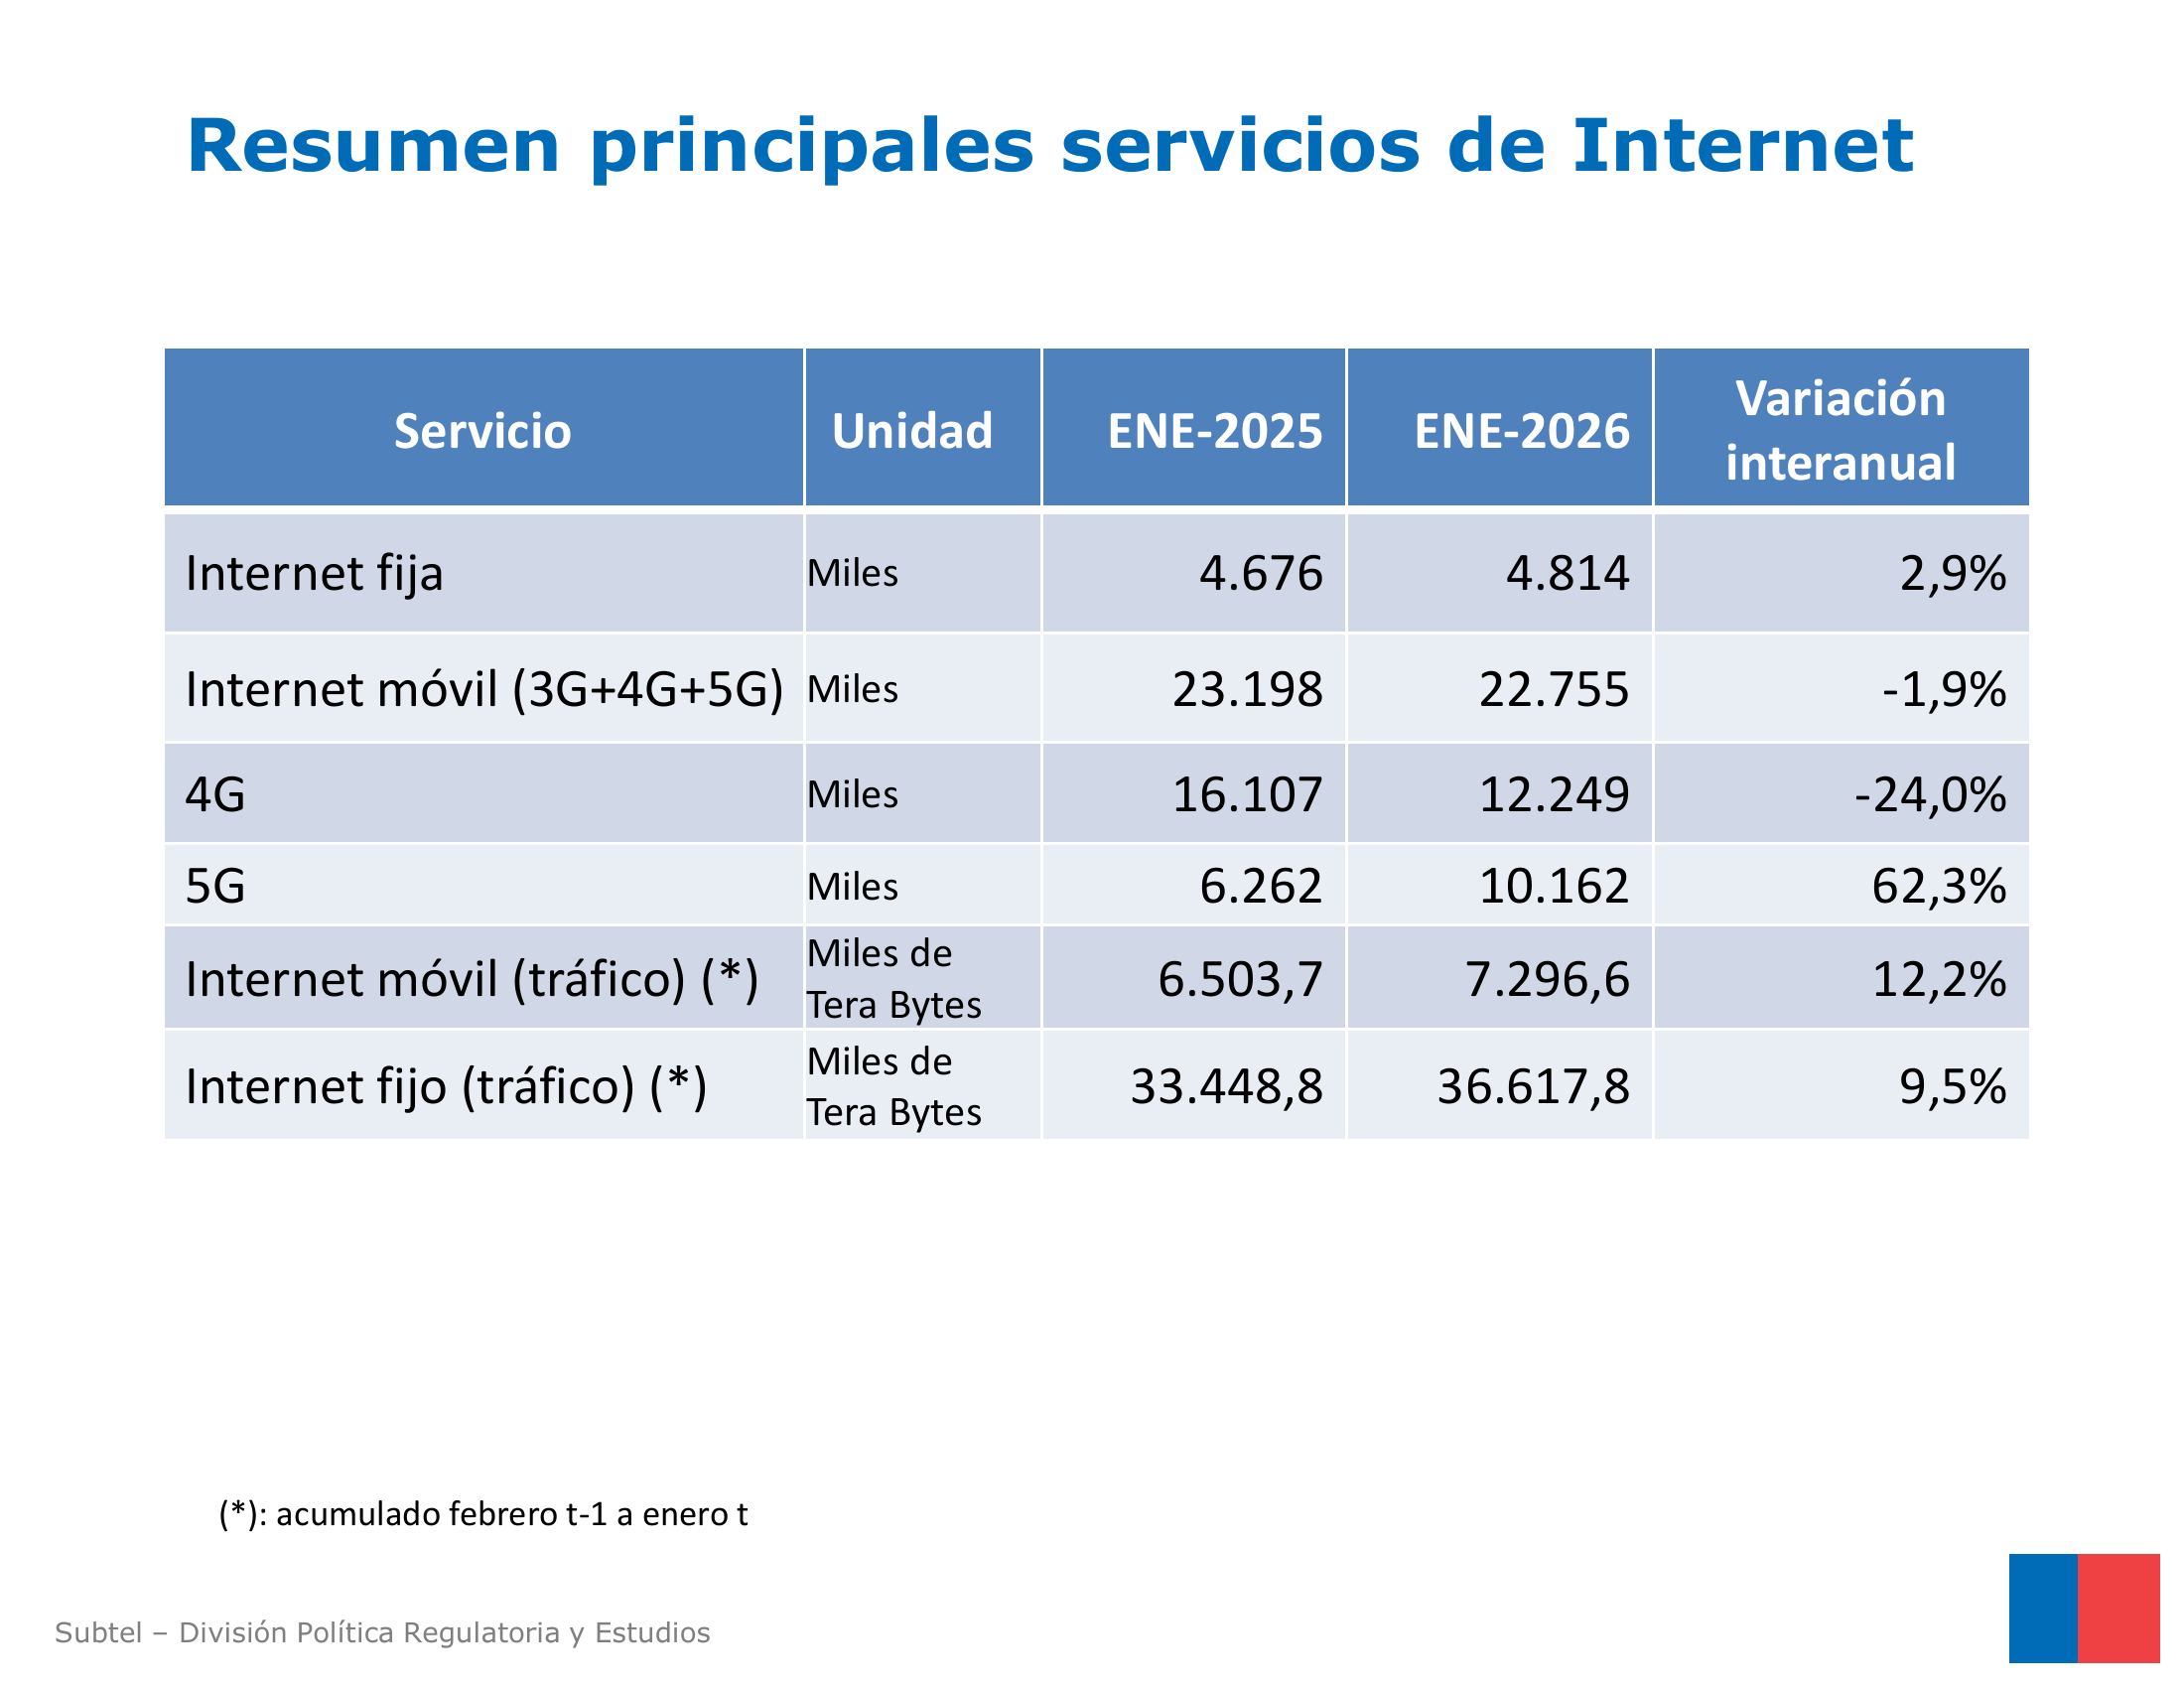 Resumen principales servicios de Internet
Servicio Unidad ENE-2025 ENE-2026 Variación interanual
Internet fija Miles 4.676 4.814 2,9%
Internet móvil (3G+4G+5G) Miles 23.198 22.755 -1,9%
4G Miles 16.107 12.249 -24,0%
5G Miles 6.262 10.162 62,3%
Internet móvil (tráfico) (*) Miles de Tera Bytes 6.503,7 7.296,6 12,2%
Internet fijo (tráfico) (*) Miles de Tera Bytes 33.448,8 36.617,8 9,5%
(*): acumulado febrero t-1 a enero t
Subtel – División Política Regulatoria y Estudios